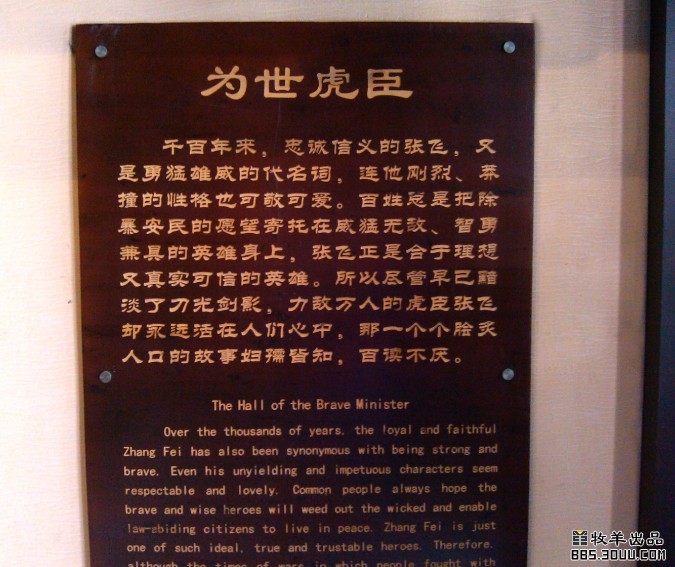 为世虎臣
千百年来，忠诚信义的张飞，又
是勇猛雄威的代名词，连他刚烈、莽
撞的性格也可敬可爱。百姓总是把除
暴安民的愿望寄托在威猛无敌、智勇
兼具的英雄身上，张飞正是合于理想
又真实可信的英雄。所以尽管早已黯
淡了刀光剑影，力敌万人的虎臣张飞
却永远活在人们心中，那一个个脍炙
人口的故事妇孺皆知，百读不厌。
The Hall of the Brave Minister
Over the thousands of years, the loyal and faithful
Zhang Fei has also been synonymous with being strong and
brave. Even his unyielding and impetuous characters seem
respectable and lovely. Common people always hope the
brave and wise heroes will weed out the wicked and enable
law-abiding citizens to live in peace. Zhang Fei is just
one of such ideal, true and trustable heroes. Therefore,
although the times of wars in which people fought with
牧羊出品
BBS.3OUU.COM